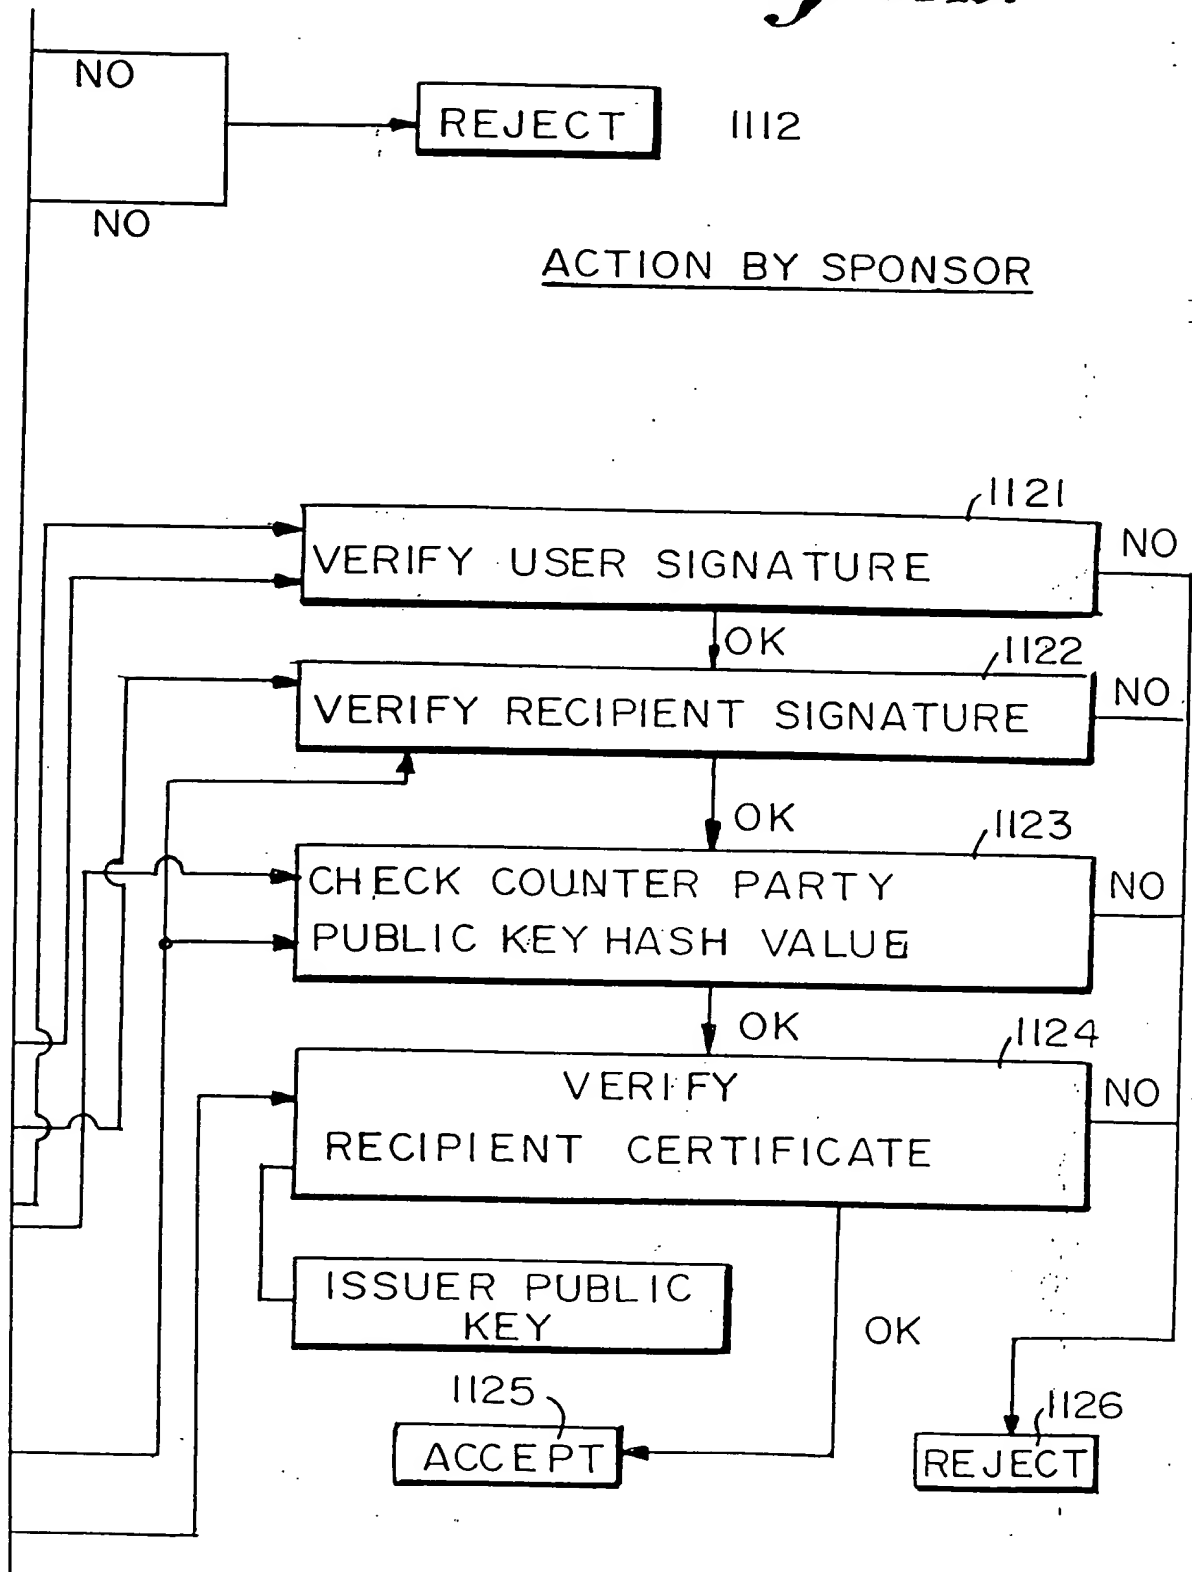 NO
REJECT 1112
NO
ACTION BY SPONSOR
1121
VERIFY USER SIGNATURE NO
OK
1122
VERIFY RECIPIENT SIGNATURE NO
OK
1123
CHECK COUNTER PARTY NO
PUBLIC KEY HASH VALUE
OK
1124
VERIFY NO
RECIPIENT CERTIFICATE
ISSUER PUBLIC
KEY
OK
1125
1126
ACCEPT
REJECT